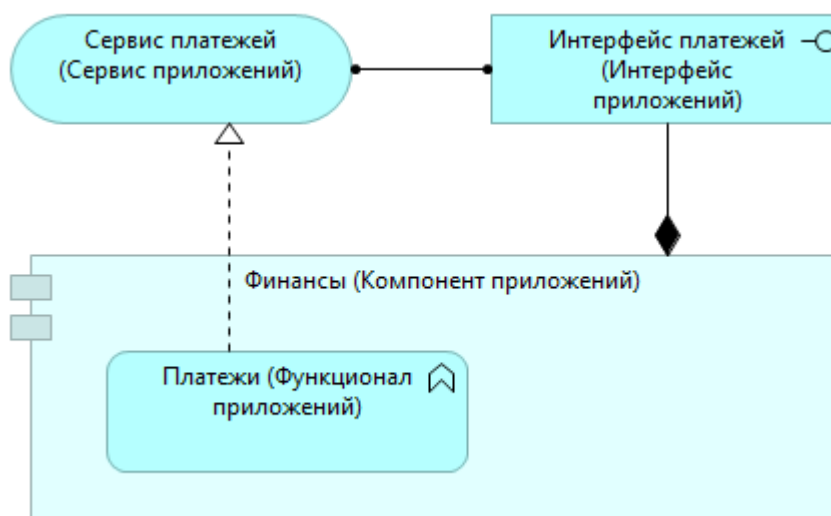 Сервис платежей
(Сервис приложений)
Интерфейс платежей
(Интерфейс
приложений)
Финансы (Компонент приложений)
Платежи (Функционал
приложений)